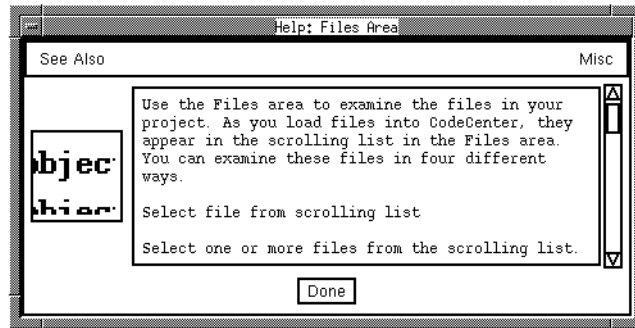 Help: Files Area
See Also
Misc
Use the Files area to examine the files in your
project. As you load files into CodeCenter, they
appear in the scrolling list in the Files area.
You can examine these files in four different
ways.
Select file from scrolling list
Select one or more files from the scrolling list.
Done